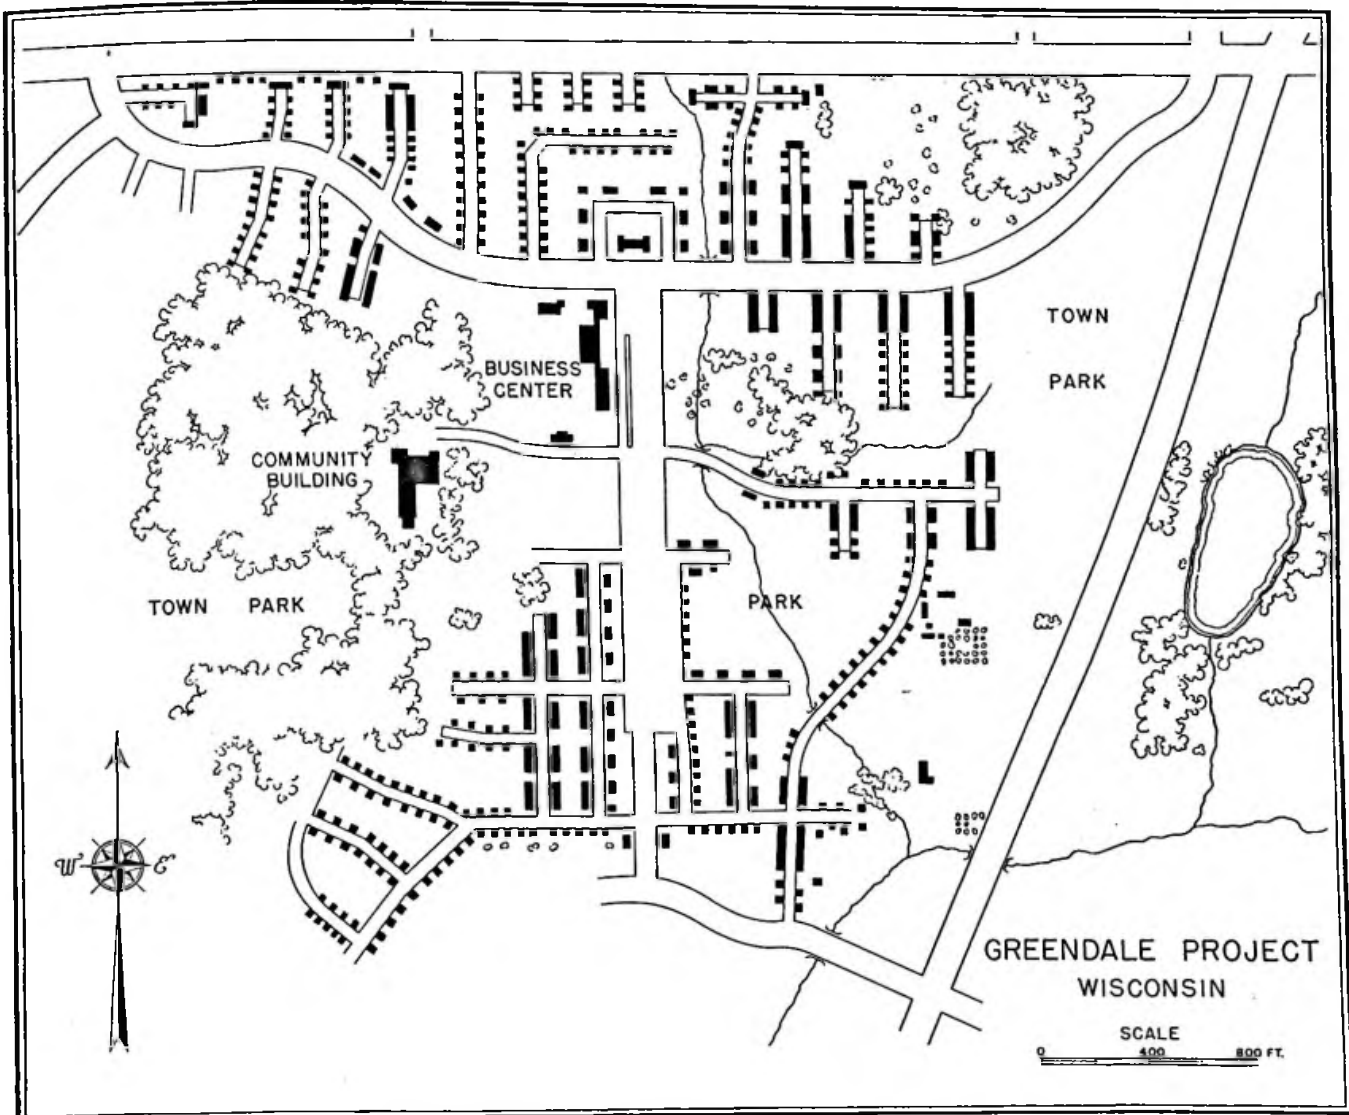 TOWN
PARK
BUSINESS
CENTER
COMMUNITY
BUILDING
TOWN PARK
PARK
W E
GREENDALE PROJECT
WISCONSIN
SCALE
0 400 800 FT.